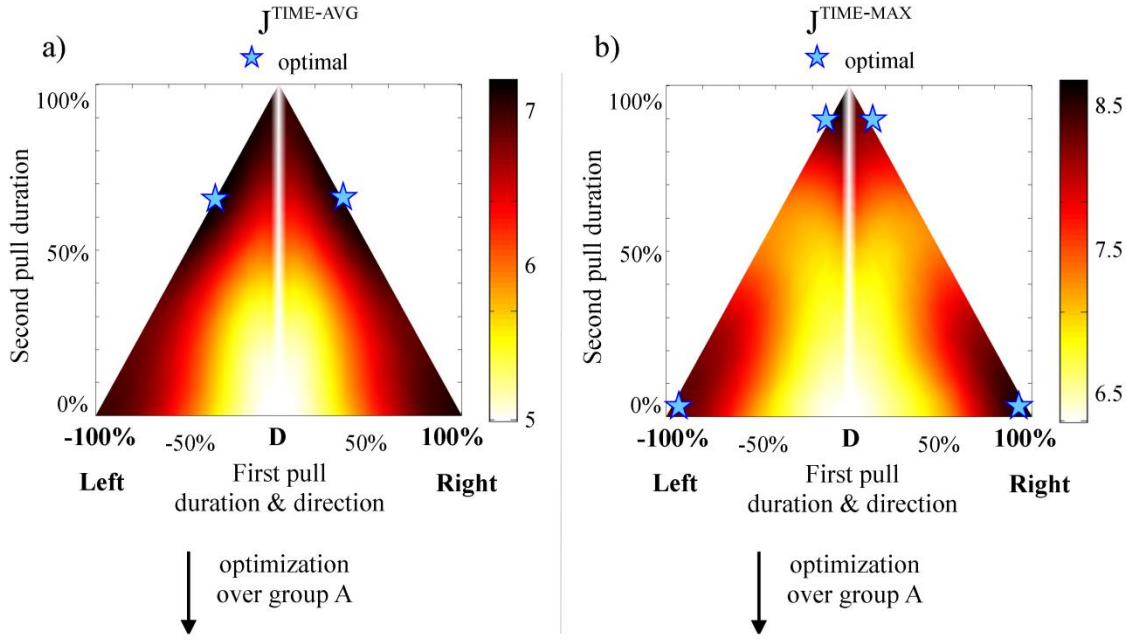 J^TIME-AVG
a)
optimal
100%
50%
0%
Second pull duration
-100%
-50%
D
50%
100%
Left
First pull
duration & direction
Right
7
6
5
optimization
over group A
J^TIME-MAX
b)
optimal
100%
50%
0%
Second pull duration
-100%
-50%
D
50%
100%
Left
First pull
duration & direction
Right
8.5
7.5
6.5
optimization
over group A